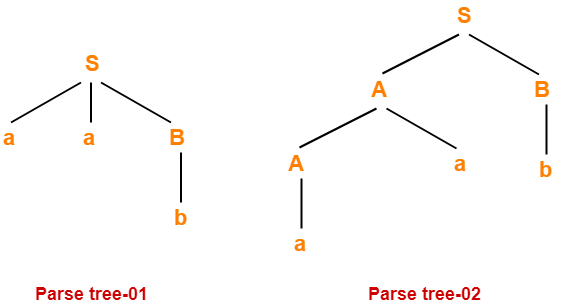 S
a a B
b
Parse tree-01
S
A B
A a b
a
Parse tree-02